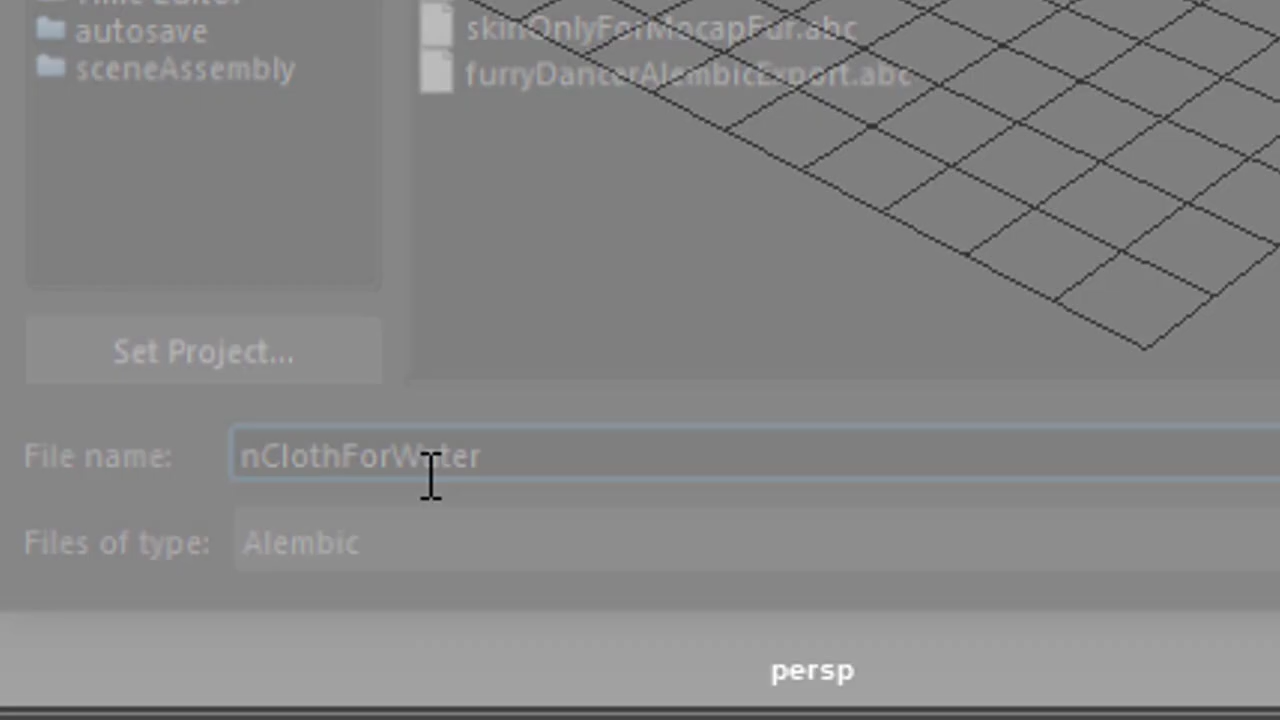 autosave
sceneAssembly
skinOnlyForMocapFur.abc
furryDancerAlembicExport.abc
Set Project...
File name: nClothForWater
Files of type: Alembic
persp